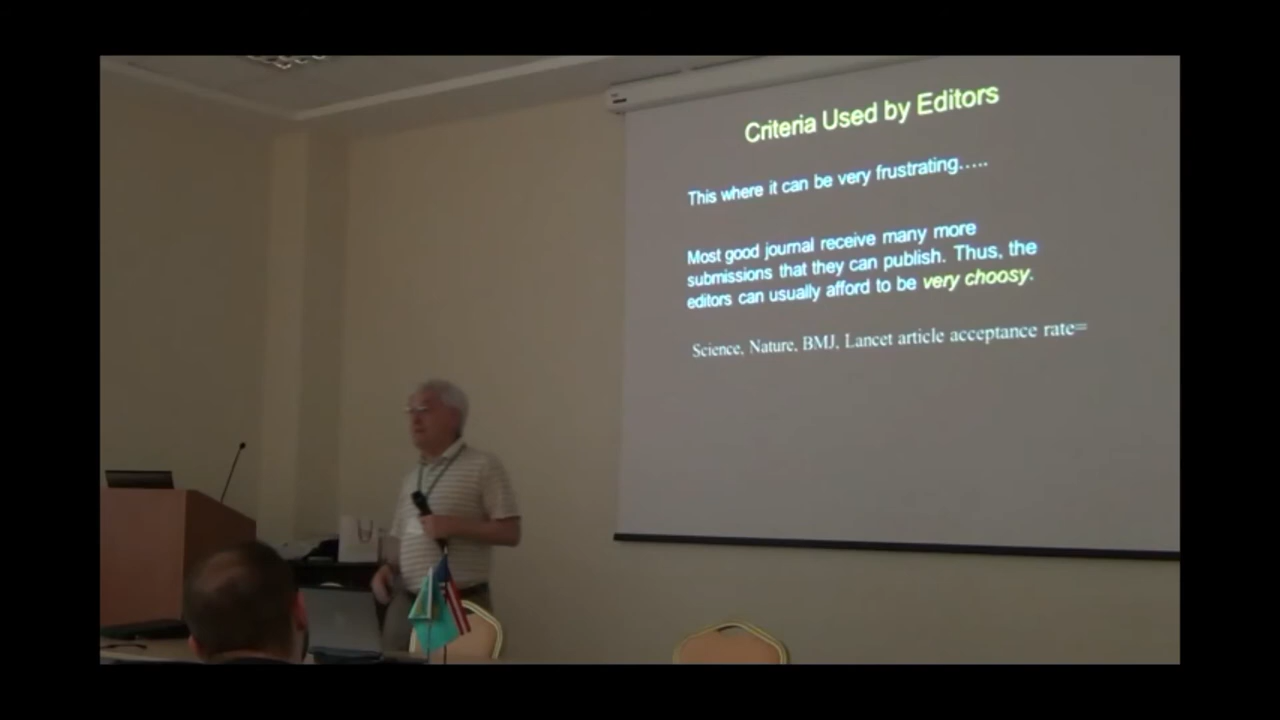 Criteria Used by Editors
This where it can be very frustrating.....
Most good journal receive many more
submissions that they can publish. Thus, the
editors can usually afford to be very choosy.
Science, Nature, BMJ, Lancet article acceptance rate=